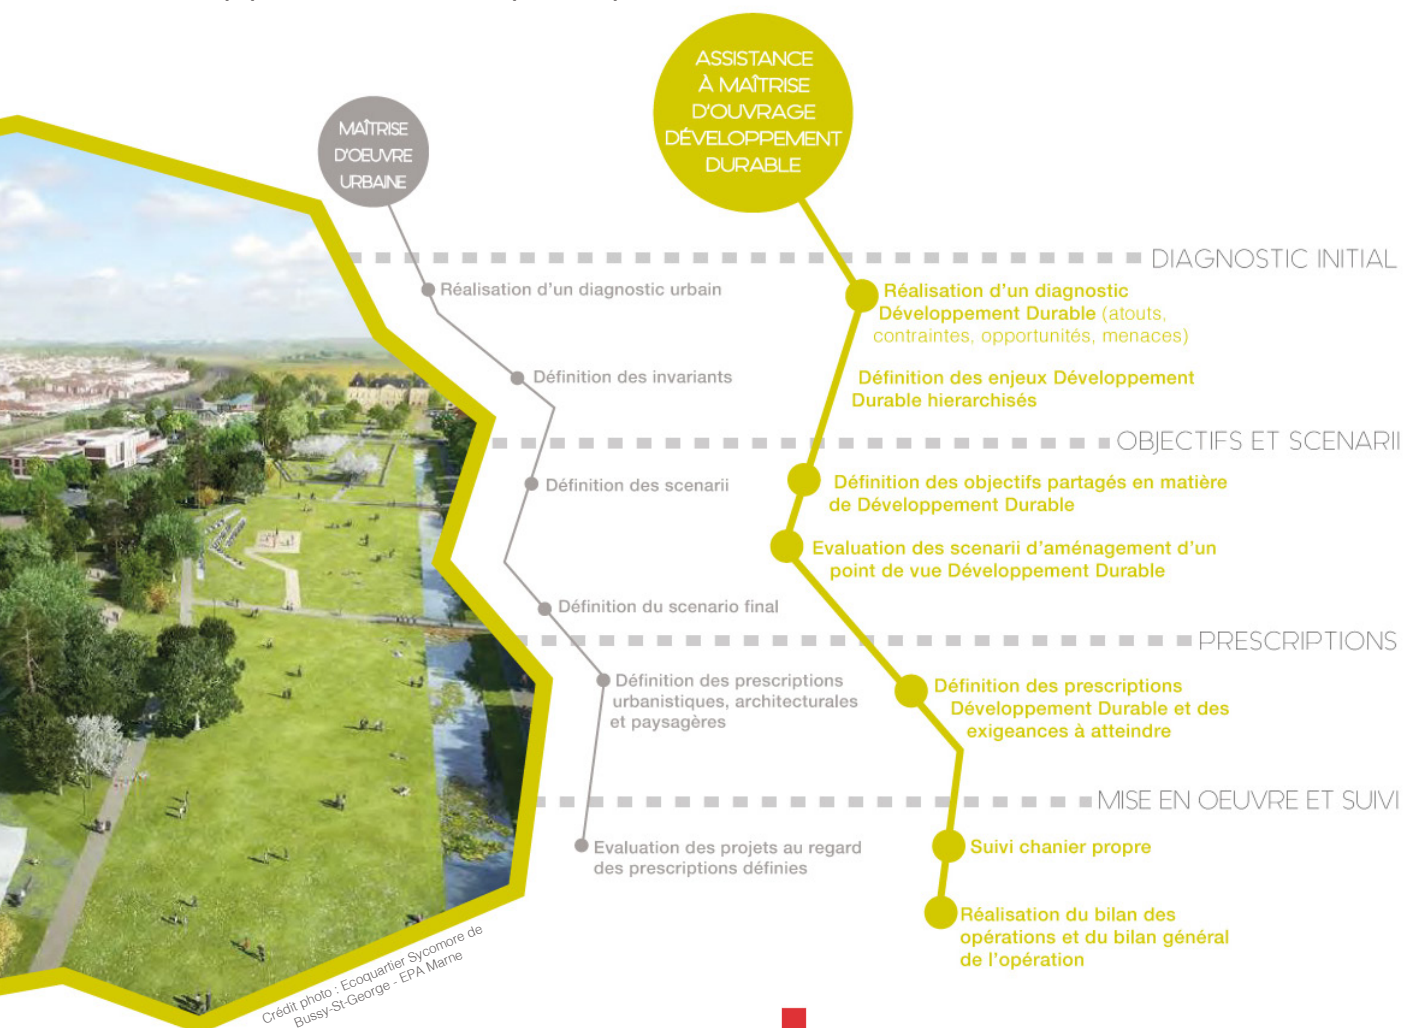 ASSISTANCE
À MAÎTRISE
D'OUVRAGE
DÉVELOPPEMENT
DURABLE
MAÎTRISE
D'OEUVRE
URBAINE
DIAGNOSTIC INITIAL
Réalisation d'un diagnostic urbain
Réalisation d'un diagnostic
Développement Durable (atouts,
contraintes, opportunités, menaces)
Définition des invariants
Définition des enjeux Développement
Durable hierarchisés
OBJECTIFS ET SCENARII
Définition des scenarii
Définition des objectifs partagés en matière
de Développement Durable
Evaluation des scenarii d'aménagement d'un
point de vue Développement Durable
Définition du scenario final
PRESCRIPTIONS
Définition des prescriptions
urbanistiques, architecturales
et paysagères
Définition des prescriptions
Développement Durable et des
exigeances à atteindre
MISE EN OEUVRE ET SUIVI
Evaluation des projets au regard
des prescriptions définies
Suivi chanier propre
Réalisation du bilan des
opérations et du bilan général
de l'opération
Crédit photo : Ecoquartier Sycomore de
Bussy-St-George - EPA Marne